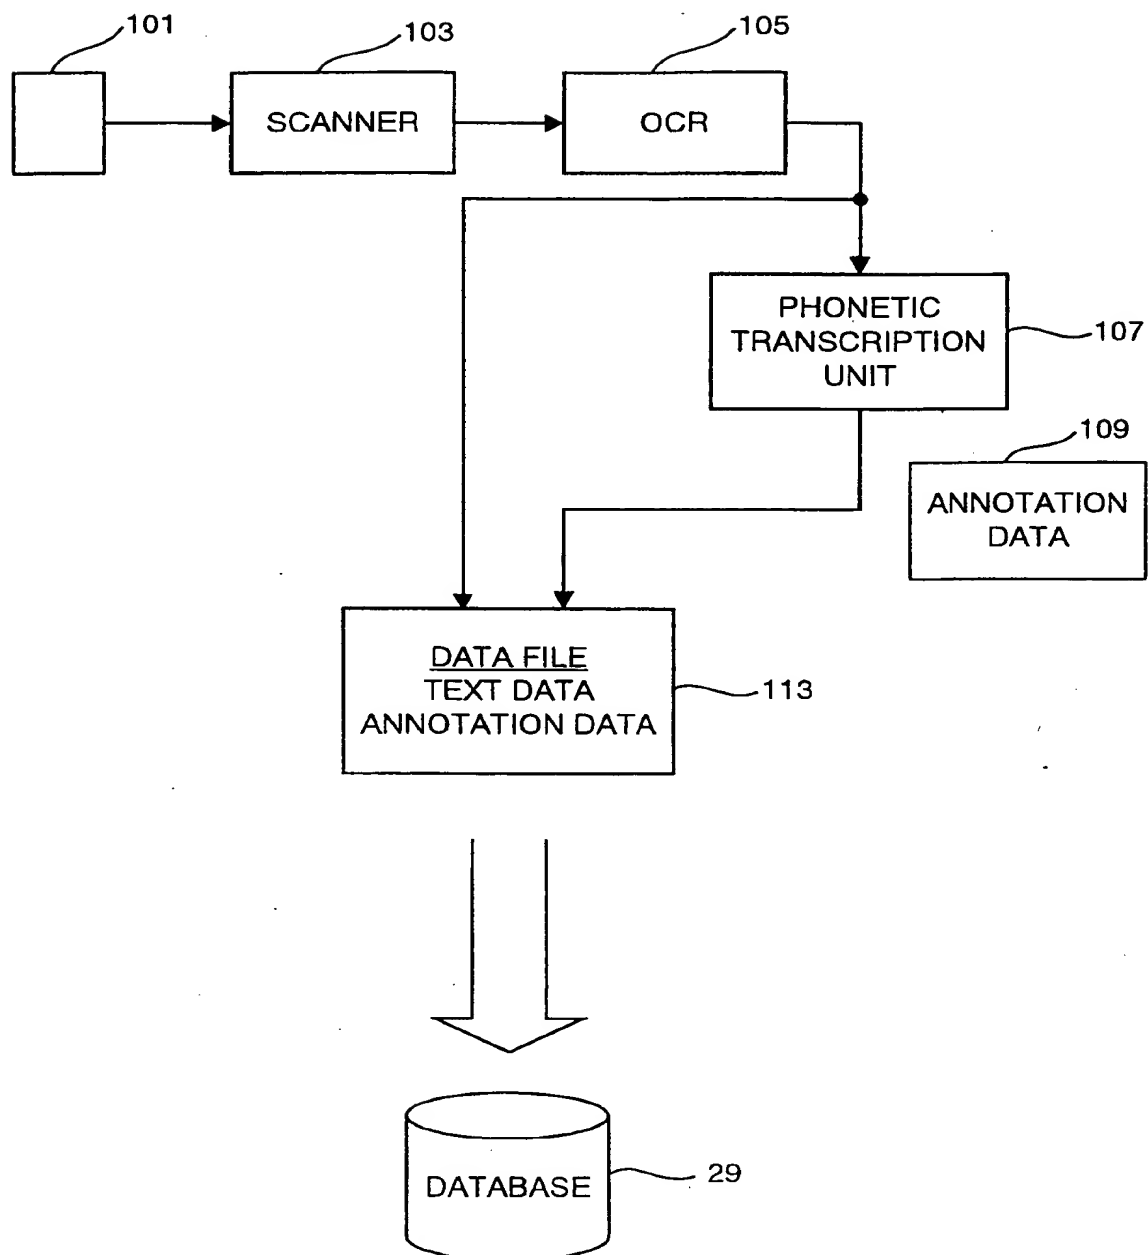 101
103
105
SCANNER
OCR
PHONETIC
TRANSCRIPTION
UNIT
107
109
ANNOTATION
DATA
DATA FILE
TEXT DATA
ANNOTATION DATA
113
DATABASE
29